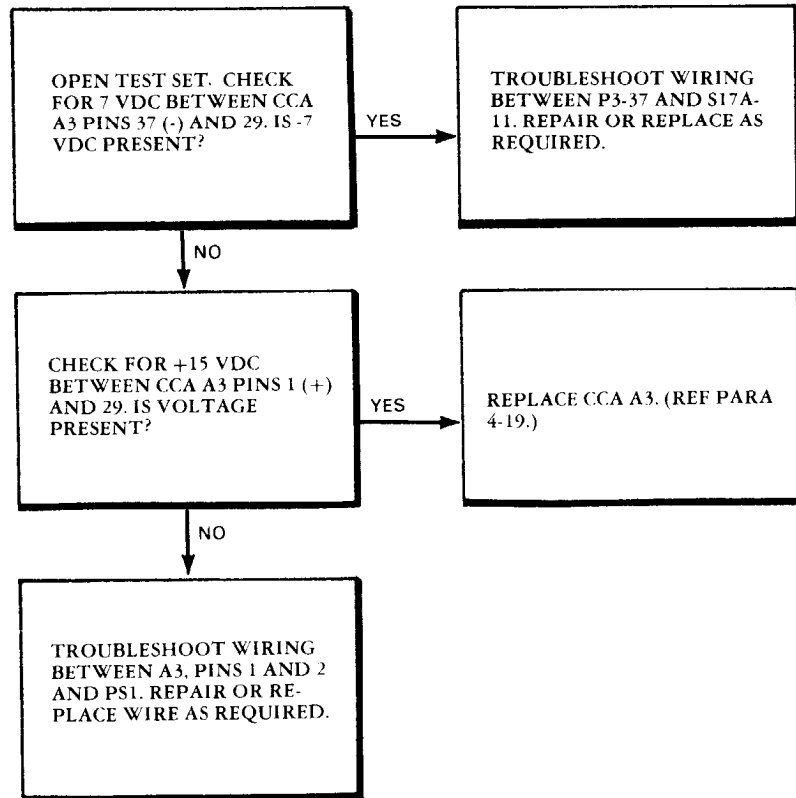 OPEN TEST SET. CHECK
FOR 7 VDC BETWEEN CCA
A3 PINS 37 (-) AND 29. IS -7
VDC PRESENT?
YES
TROUBLESHOOT WIRING
BETWEEN P3-37 AND S17A-
11. REPAIR OR REPLACE AS
REQUIRED.
NO
CHECK FOR +15 VDC
BETWEEN CCA A3 PINS 1 (+)
AND 29. IS VOLTAGE
PRESENT?
YES
REPLACE CCA A3. (REF PARA
4-19.)
NO
TROUBLESHOOT WIRING
BETWEEN A3, PINS 1 AND 2
AND PS1. REPAIR OR RE-
PLACE WIRE AS REQUIRED.